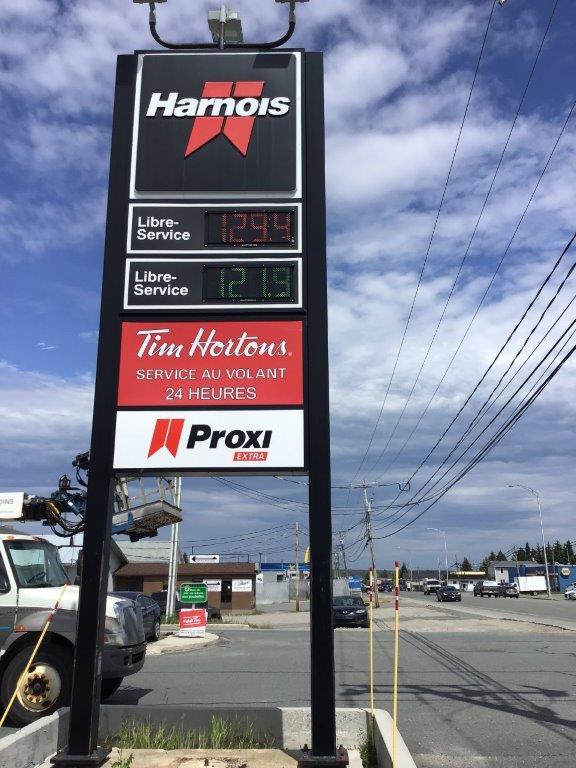 Harnois
Libre-
Service
129.4
Libre-
Service
121.9
Tim Hortons.
SERVICE AU VOLANT
24 HEURES
Proxi
EXTRA